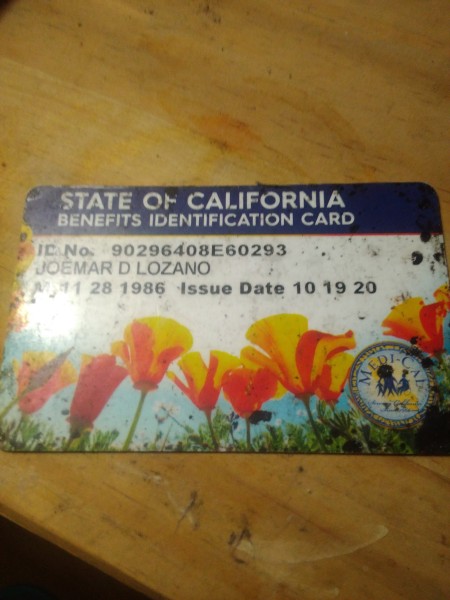 STATE OF CALIFORNIA
BENEFITS IDENTIFICATION CARD
ID No. 90296408E60293
JOEMAR D LOZANO
M 11 28 1986 Issue Date 10 19 20
MEDI-CAL